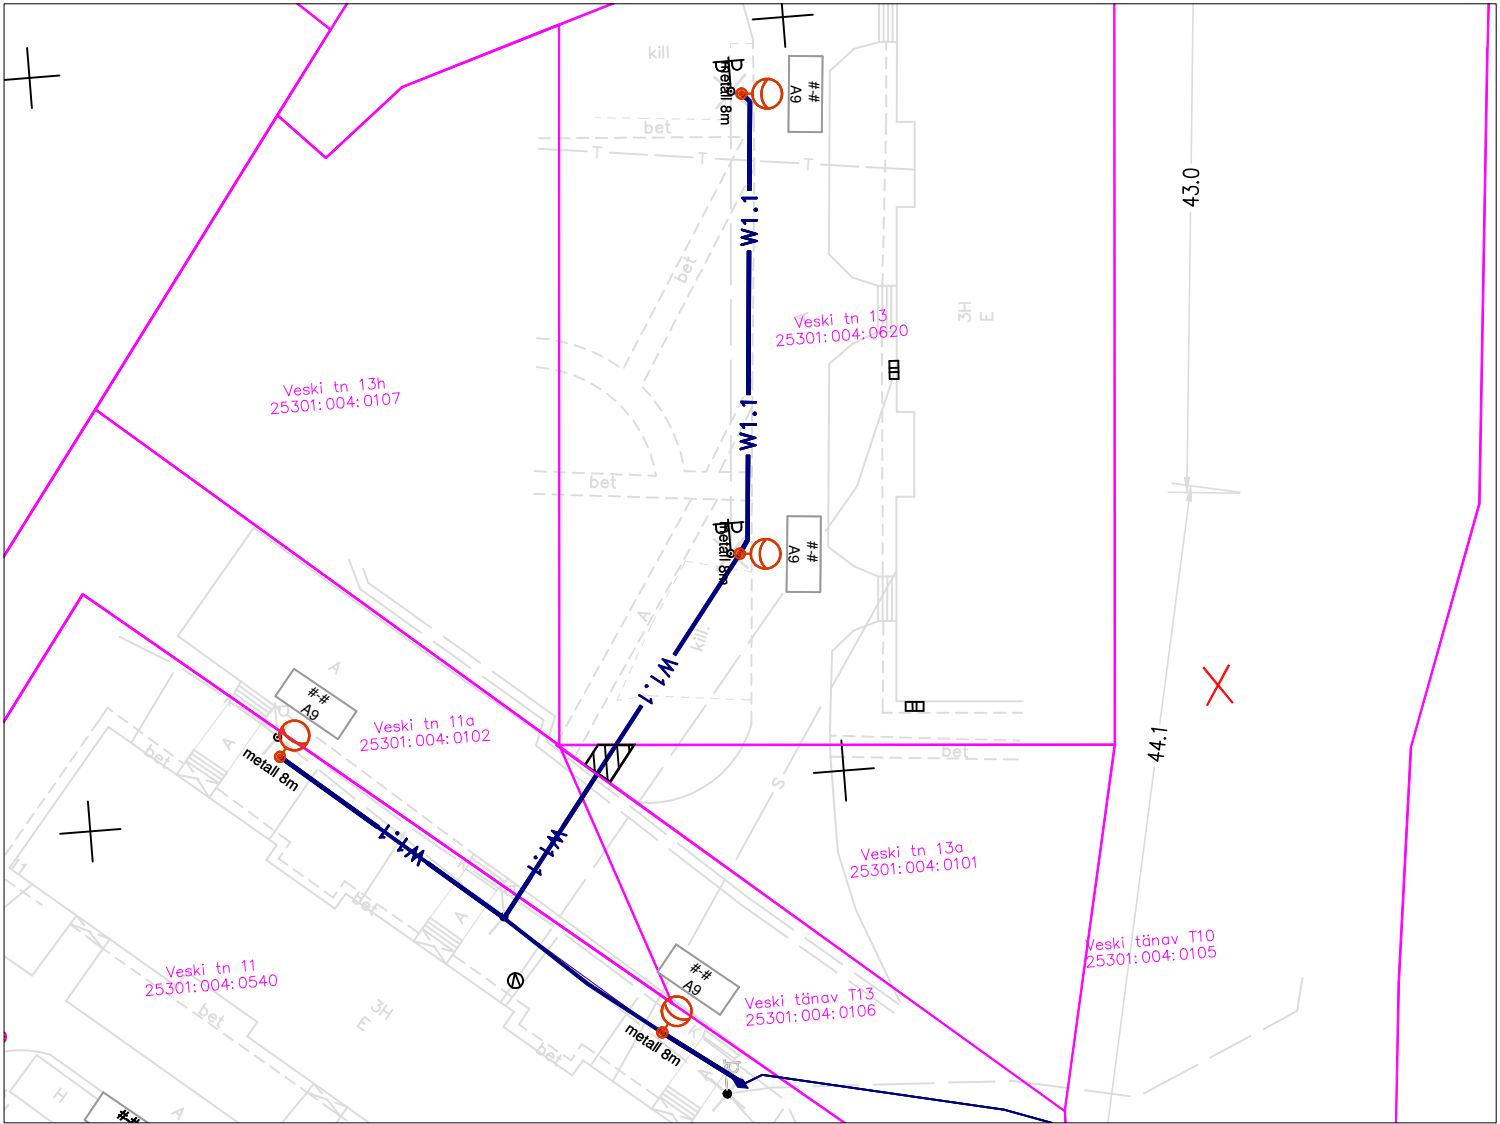 kill
metall 8m
#-#
A9
bet
T
T
T
43.0
W1.1
bet
3H
E
Veski tn 13
25301:004:0620
A
Veski tn 13h
25301:004:0107
W1.1
bet
metall 8m
#-#
A9
A
kill.
W1.1
A
#-#
A9
Veski tn 11a
25301:004:0102
A
bet
metall 8m
44.1
bet
S
W1.1
W1.1
Veski tn 13a
25301:004:0101
11
bet
A
Veski tänav T10
25301:004:0105
Veski tn 11
25301:004:0540
#-#
A9
Veski tänav T13
25301:004:0106
bet
3H
E
metall 8m
K
bet
A
H
A
#-#